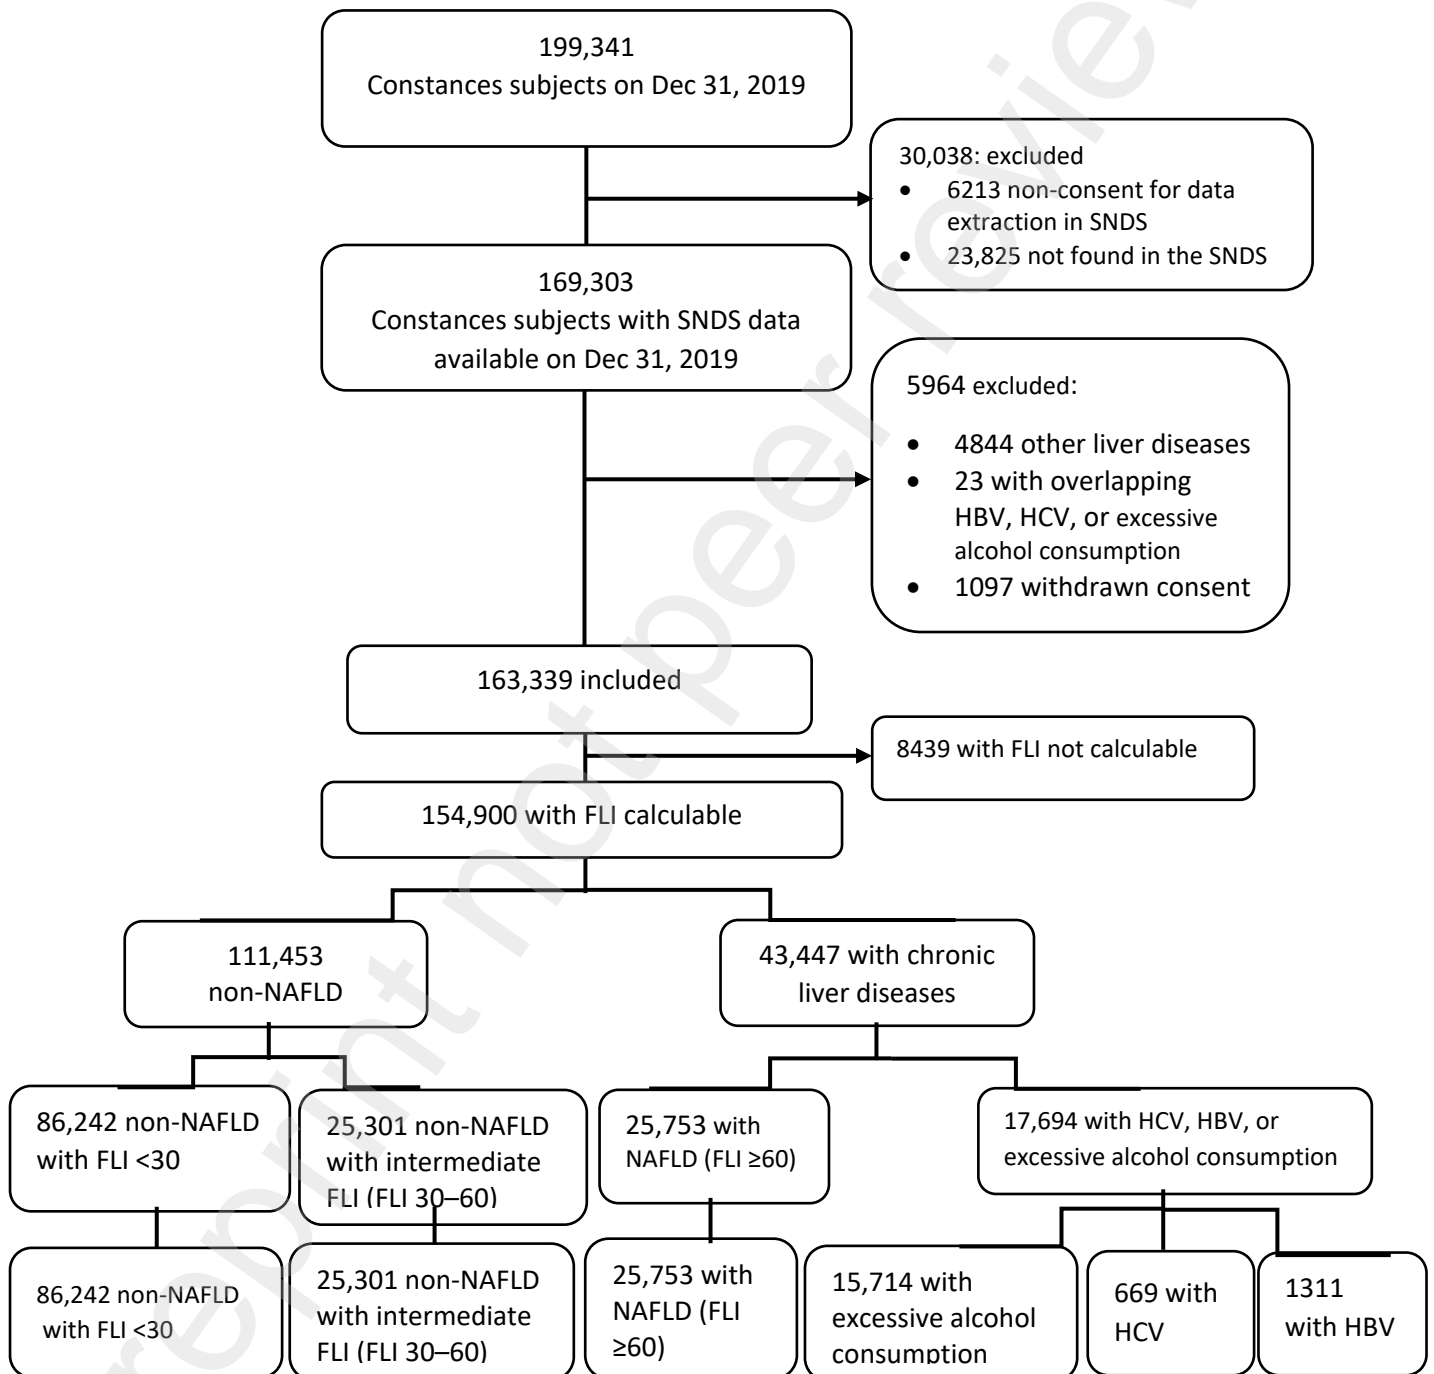 199,341
Constances subjects on Dec 31, 2019
30,038: excluded
• 6213 non-consent for data
extraction in SNDS
• 23,825 not found in the SNDS
169,303
Constances subjects with SNDS data
available on Dec 31, 2019
5964 excluded:
• 4844 other liver diseases
• 23 with overlapping
HBV, HCV, or excessive
alcohol consumption
• 1097 withdrawn consent
163,339 included
8439 with FLI not calculable
154,900 with FLI calculable
111,453
non-NAFLD
43,447 with chronic
liver diseases
86,242 non-NAFLD
with FLI <30
25,301 non-NAFLD
with intermediate
FLI (FLI 30–60)
25,753 with
NAFLD (FLI ≥60)
17,694 with HCV, HBV, or
excessive alcohol consumption
86,242 non-NAFLD
with FLI <30
25,301 non-NAFLD
with intermediate
FLI (FLI 30–60)
25,753 with
NAFLD (FLI
≥60)
15,714 with
excessive alcohol
consumption
669 with
HCV
1311
with HBV
reprint not peer review